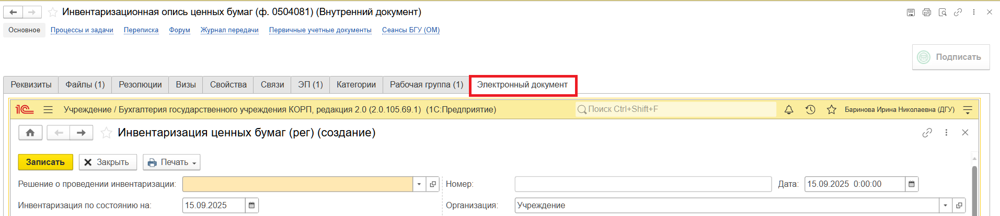 Инвентаризационная опись ценных бумаг (ф. 0504081) (Внутренний документ)
Основное Процессы и задачи Переписка Форум Журнал передачи Первичные учетные документы Сеансы БГУ (ОМ)
Подписать
Реквизиты Файлы (1) Резолюции Визы Свойства Связи ЭП (1) Категории Рабочая группа (1) Электронный документ
1С Учреждение / Бухгалтерия государственного учреждения КОРП, редакция 2.0 (2.0.105.69.1) (1С:Предприятие) Поиск Ctrl+Shift+F Баринова Ирина Николаевна (ДГУ)
Инвентаризация ценных бумаг (рег) (создание)
Записать Закрыть Печать
Решение о проведении инвентаризации: Номер: Дата: 15.09.2025 0:00:00
Инвентаризация по состоянию на: 15.09.2025 Организация: Учреждение